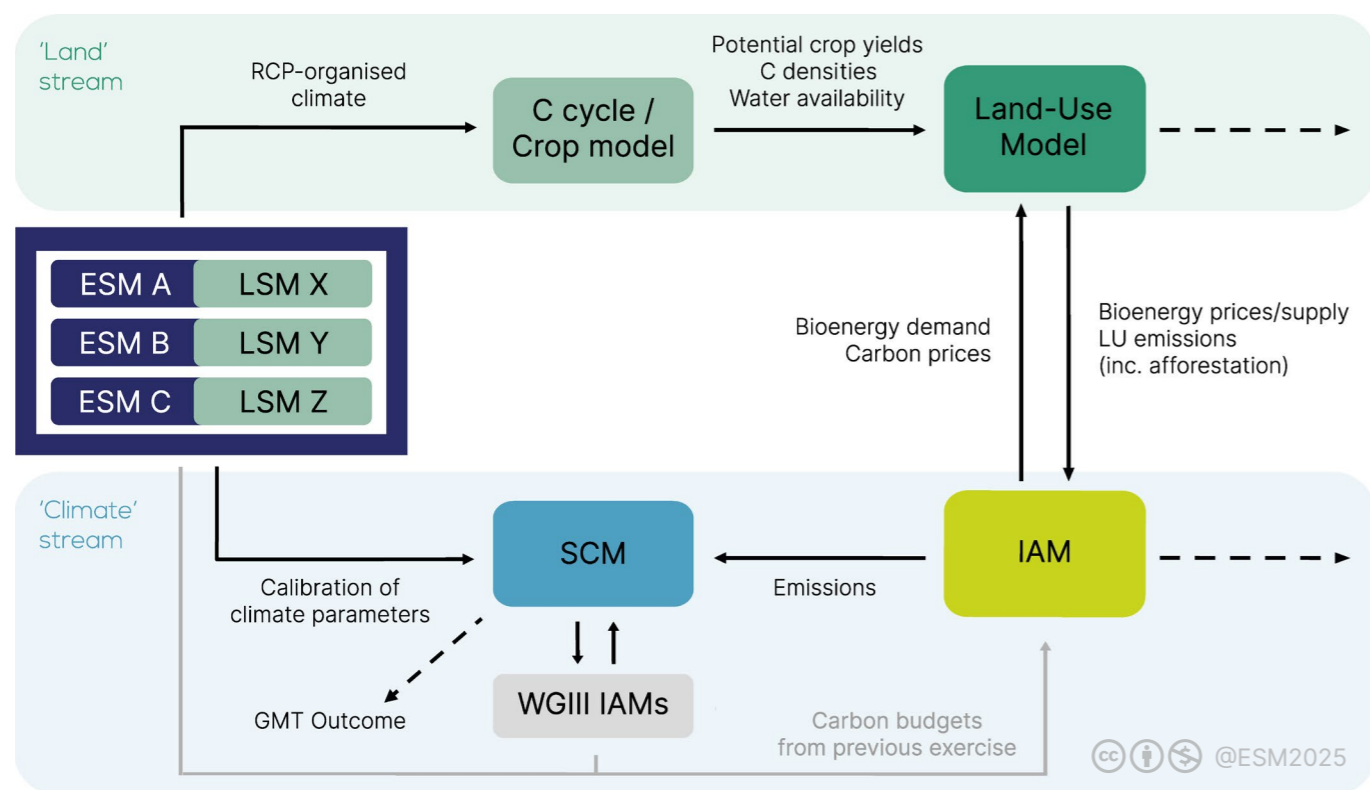 'Land'
stream
RCP-organised
climate
C cycle /
Crop model
Potential crop yields
C densities
Water availability
Land-Use
Model
ESM A LSM X
ESM B LSM Y
ESM C LSM Z
Bioenergy demand
Carbon prices
Bioenergy prices/supply
LU emissions
(inc. afforestation)
'Climate'
stream
Calibration of
climate parameters
SCM
Emissions
IAM
GMT Outcome
WGIII IAMs
Carbon budgets
from previous exercise
cc @ESM2025